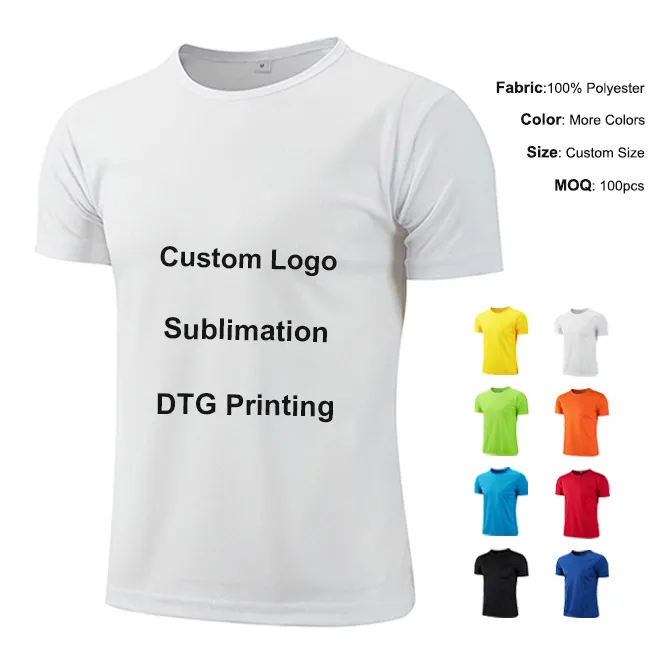 Fabric:100% Polyester
Color: More Colors
Size: Custom Size
MOQ: 100pcs
Custom Logo
Sublimation
DTG Printing